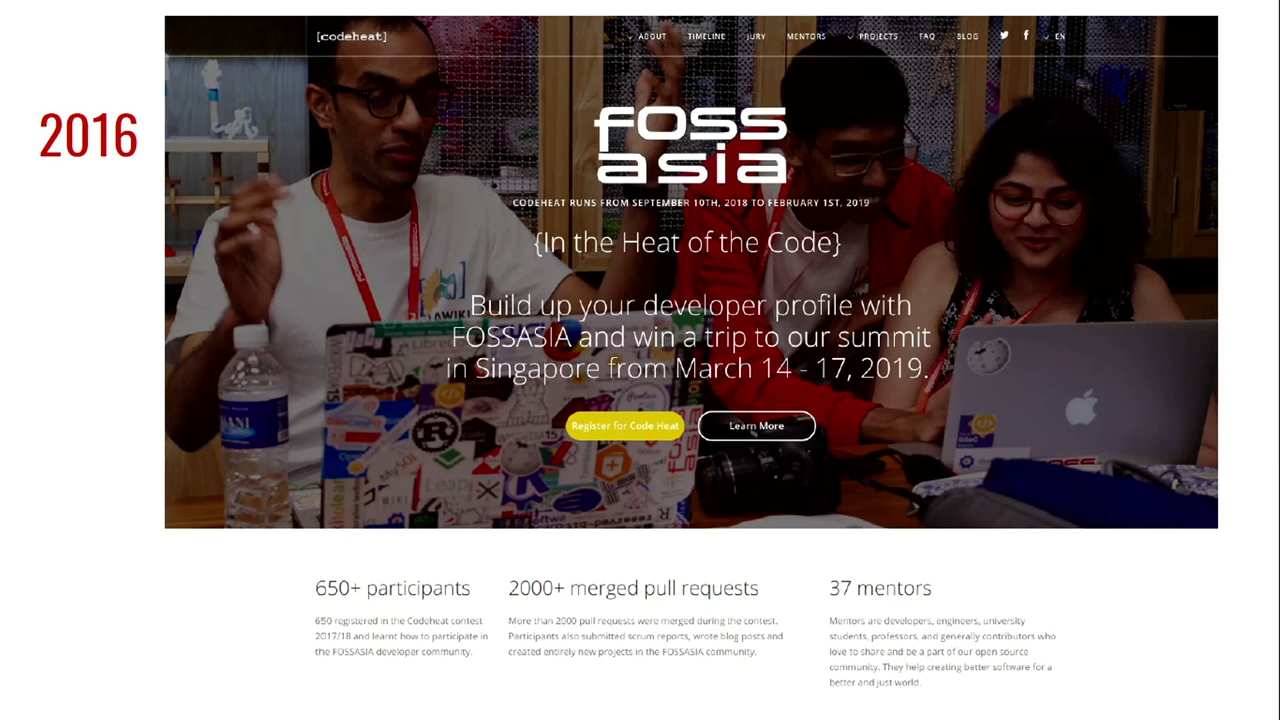 [codeheat]
ABOUT TIMELINE JURY MENTORS PROJECTS FAQ BLOG EN
2016
foss
asia
CODEHEAT RUNS FROM SEPTEMBER 10TH, 2018 TO FEBRUARY 1ST, 2019
{In the Heat of the Code}
Build up your developer profile with
FOSSASIA and win a trip to our summit
in Singapore from March 14 - 17, 2019.
Register for Code Heat
Learn More
650+ participants
650 registered in the Codeheat contest
2017/18 and learnt how to participate in
the FOSSASIA developer community.
2000+ merged pull requests
More than 2000 pull requests were merged during the contest.
Participants also submitted scrum reports, wrote blog posts and
created entirely new projects in the FOSSASIA community.
37 mentors
Mentors are developers, engineers, university
students, professors, and generally contributors who
love to share and be a part of our open source
community. They help creating better software for a
better and just world.